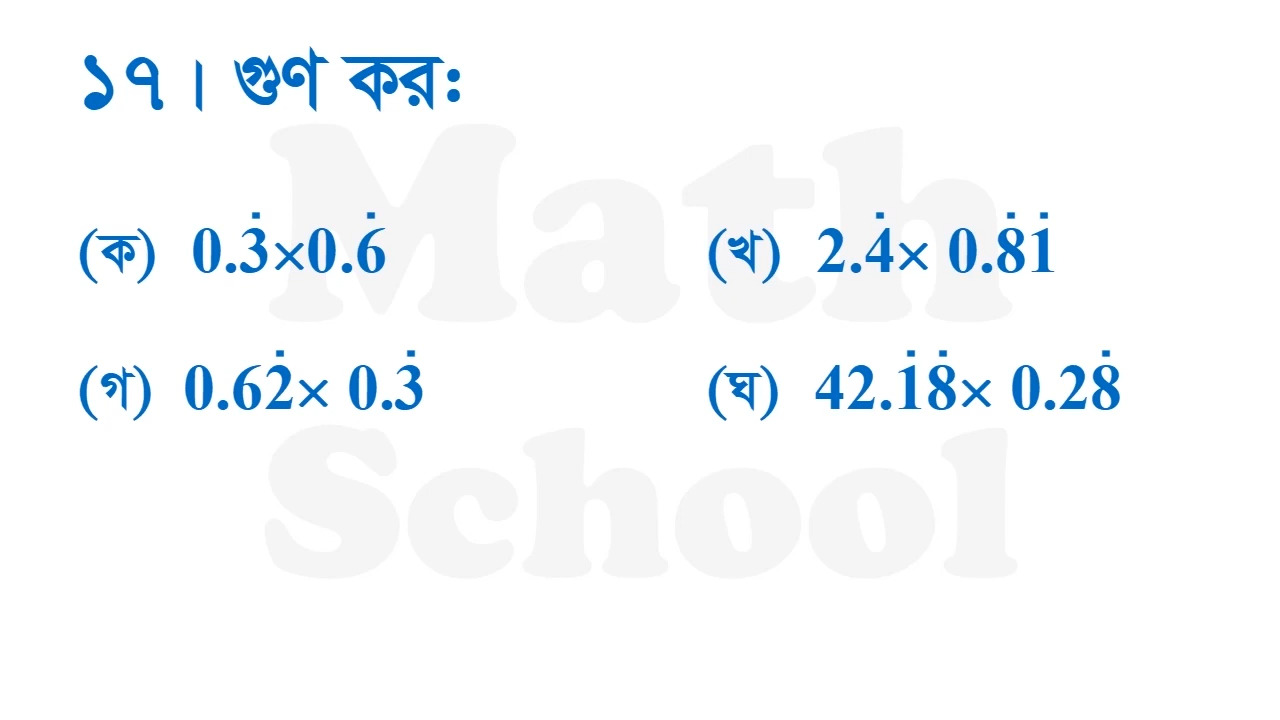 ১৭। গুণ কর:
(ক) 0.3̇×0.6̇ (খ) 2.4̇× 0.8̇1̇
(গ) 0.62̇× 0.3̇ (ঘ) 42.1̇8̇× 0.28̇
Math
School